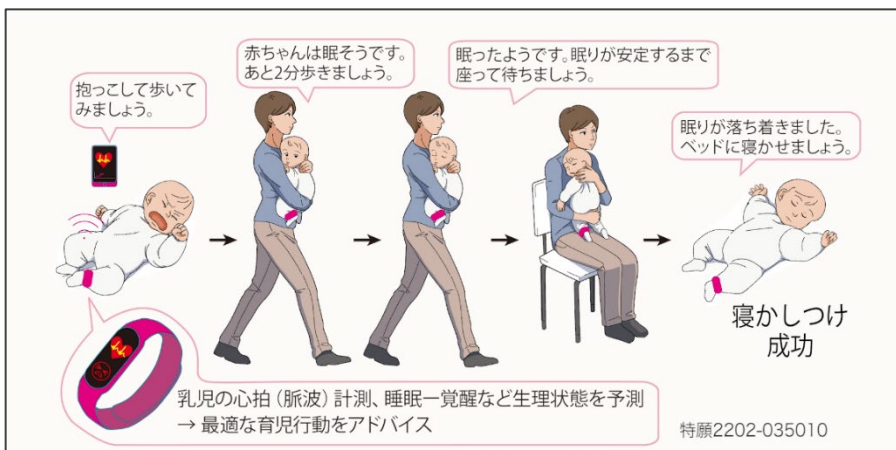 抱っこして歩いて
みましょう。
赤ちゃんは眠そうです。
あと2分歩きましょう。
眠ったようです。眠りが安定するまで
座って待ちましょう。
眠りが落ち着きました。
ベッドに寝かせましょう。
寝かしつけ
成功
乳児の心拍（脈波）計測、睡眠ー覚醒など生理状態を予測
→ 最適な育児行動をアドバイス
特願2202-035010